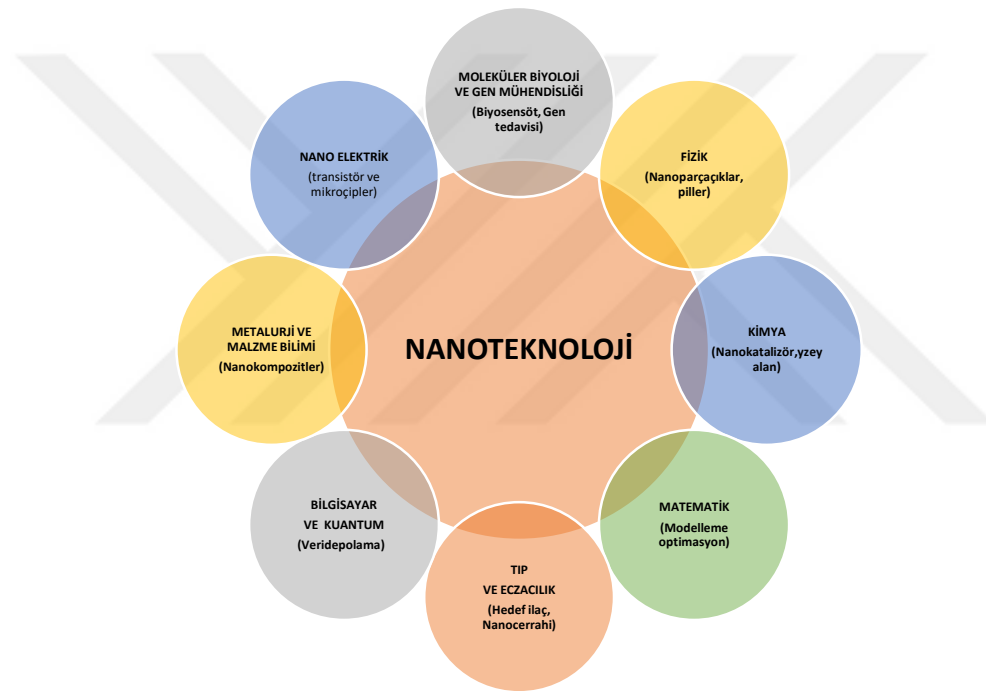 MOLEKÜLER BİYOLOJİ
VE GEN MÜHENDİSLİĞİ
(Biyosensöt, Gen
tedavisi)
FİZİK
(Nanoparçaçıklar,
piller)
KİMYA
(Nanokatalizör,yzey
alan)
MATEMATİK
(Modelleme
optimasyon)
TIP
VE ECZACILIK
(Hedef ilaç,
Nanocerrahi)
BİLGİSAYAR
VE KUANTUM
(Veridepolama)
METALURJİ VE
MALZME BİLİMİ
(Nanokompozitler)
NANO ELEKTRİK
(transistör ve
mikroçipler)
NANOTEKNOLOJİ